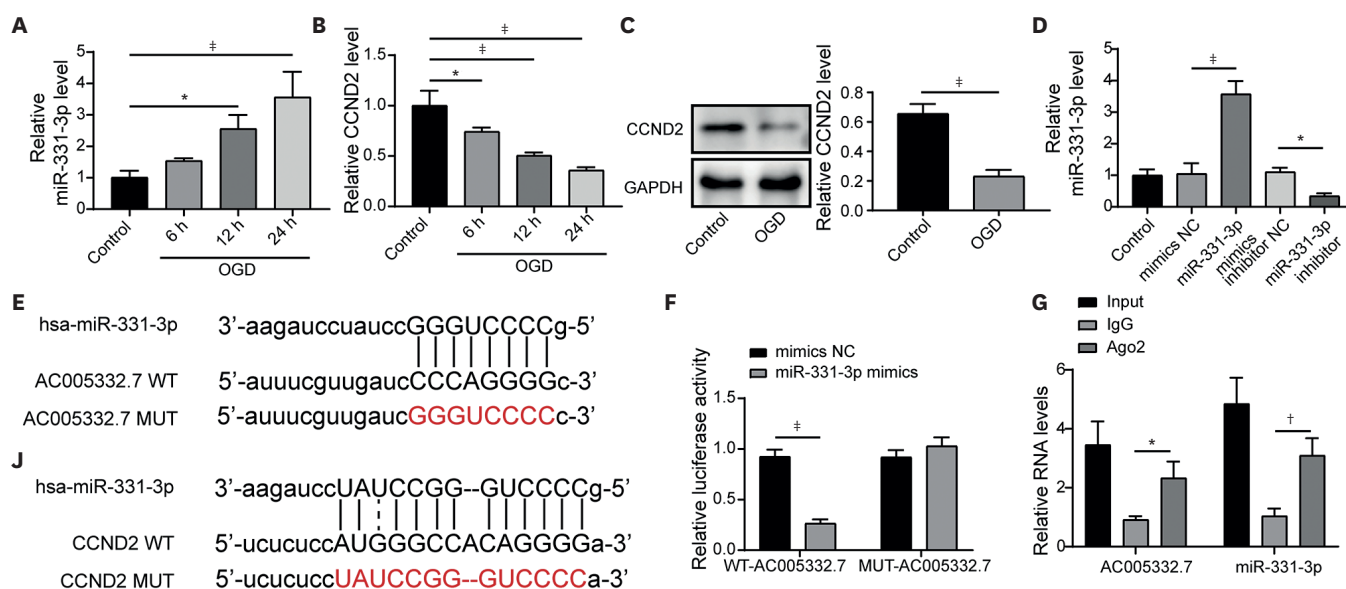 A
Relative
miR-331-3p level
5
4
3
2
1
0
‡
*
Control
6 h
12 h
24 h
OGD
B
Relative CCND2 level
1.5
1.0
0.5
0.0
‡
‡
*
Control
6 h
12 h
24 h
OGD
C
CCND2
GAPDH
Control
OGD
Relative CCND2 level
0.8
0.6
0.4
0.2
0.0
‡
Control
OGD
D
Relative
miR-331-3p level
5
4
3
2
1
0
‡
*
Control
mimics NC
miR-331-3p
mimics
inhibitor NC
miR-331-3p
inhibitor
E
hsa-miR-331-3p 3’-aagauccuauccGGGUCCCCg-5’
AC005332.7 WT 5’-auuucguugaucCCCAGGGGc-3’
AC005332.7 MUT 5’-auuucguugaucGGGUCCCCc-3’
J
hsa-miR-331-3p 3’-aagauccUAUCCGG--GUCCCCg-5’
CCND2 WT 5’-ucucuccAUGGGCCACAGGGGa-3’
CCND2 MUT 5’-ucucuccUAUCCGG--GUCCCCa-3’
F
mimics NC
miR-331-3p mimics
Relative luciferase activity
1.5
1.0
0.5
0.0
‡
WT-AC005332.7
MUT-AC005332.7
G
Input
IgG
Ago2
Relative RNA levels
6
4
2
0
*
†
AC005332.7
miR-331-3p